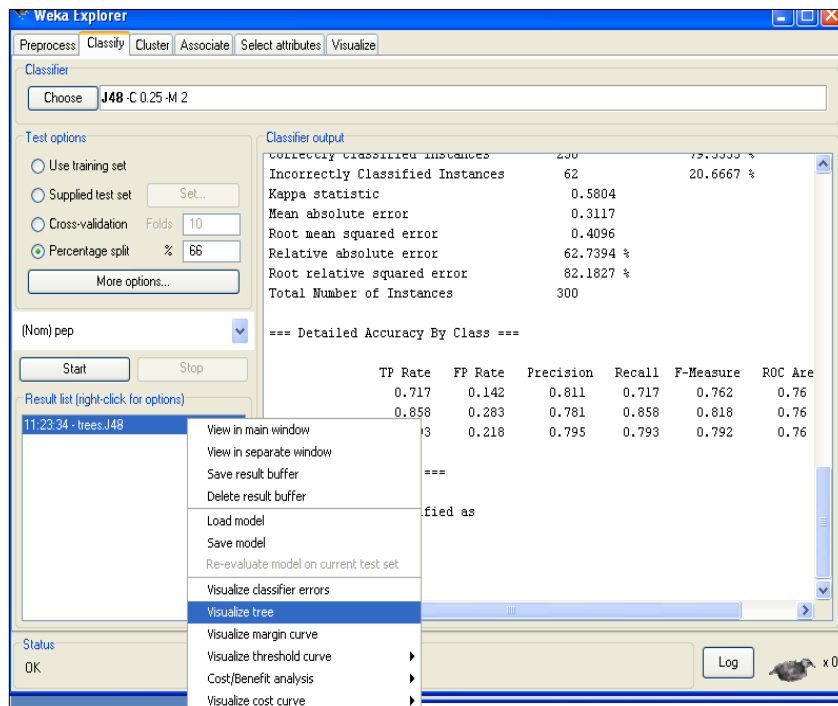 Weka Explorer
Preprocess Classify Cluster Associate Select attributes Visualize
Classifier
Choose J48 -C 0.25 -M 2
Test options
Use training set
Supplied test set Set...
Cross-validation Folds 10
Percentage split % 66
More options...
(Nom) pep
Start Stop
Result list (right-click for options)
11:23:34 - trees.J48
Classifier output
Correctly Classified Instances
Incorrectly Classified Instances 62 20.6667 %
Kappa statistic 0.5804
Mean absolute error 0.3117
Root mean squared error 0.4096
Relative absolute error 62.7394 %
Root relative squared error 82.1827 %
Total Number of Instances 300
=== Detailed Accuracy By Class ===
TP Rate FP Rate Precision Recall F-Measure ROC Are
0.717 0.142 0.811 0.717 0.762 0.76
0.858 0.283 0.781 0.858 0.818 0.76
3 0.218 0.795 0.793 0.792 0.76
===
ified as
View in main window
View in separate window
Save result buffer
Delete result buffer
Load model
Save model
Re-evaluate model on current test set
Visualize classifier errors
Visualize tree
Visualize margin curve
Visualize threshold curve
Cost/Benefit analysis
Visualize cost curve
Status
OK
Log
x 0